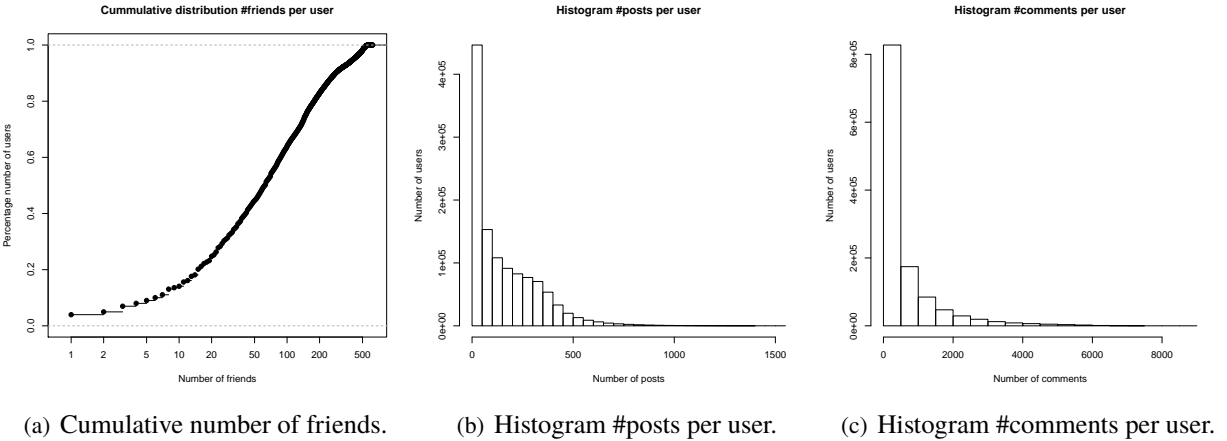 Cummulative distribution #friends per user
Percentage number of users
0.0
0.2
0.4
0.6
0.8
1.0
1 2 5 10 20 50 100 200 500
Number of friends
(a) Cumulative number of friends.
Histogram #posts per user
Number of users
0e+00
1e+05
2e+05
3e+05
4e+05
0 500 1000 1500
Number of posts
(b) Histogram #posts per user.
Histogram #comments per user
Number of users
0e+00
2e+05
4e+05
6e+05
8e+05
0 2000 4000 6000 8000
Number of comments
(c) Histogram #comments per user.